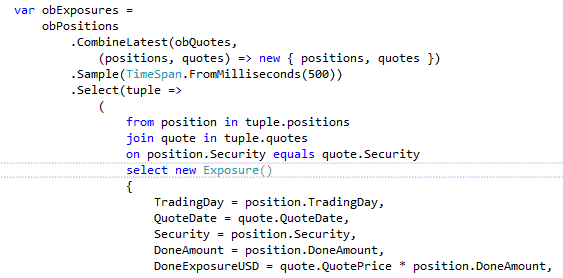 var obExposures =
obPositions
.CombineLatest(obQuotes,
(positions, quotes) => new { positions, quotes })
.Sample(TimeSpan.FromMilliseconds(500))
.Select(tuple =>
(
from position in tuple.positions
join quote in tuple.quotes
on position.Security equals quote.Security
select new Exposure()
{
TradingDay = position.TradingDay,
QuoteDate = quote.QuoteDate,
Security = position.Security,
DoneAmount = position.DoneAmount,
DoneExposureUSD = quote.QuotePrice * position.DoneAmount,